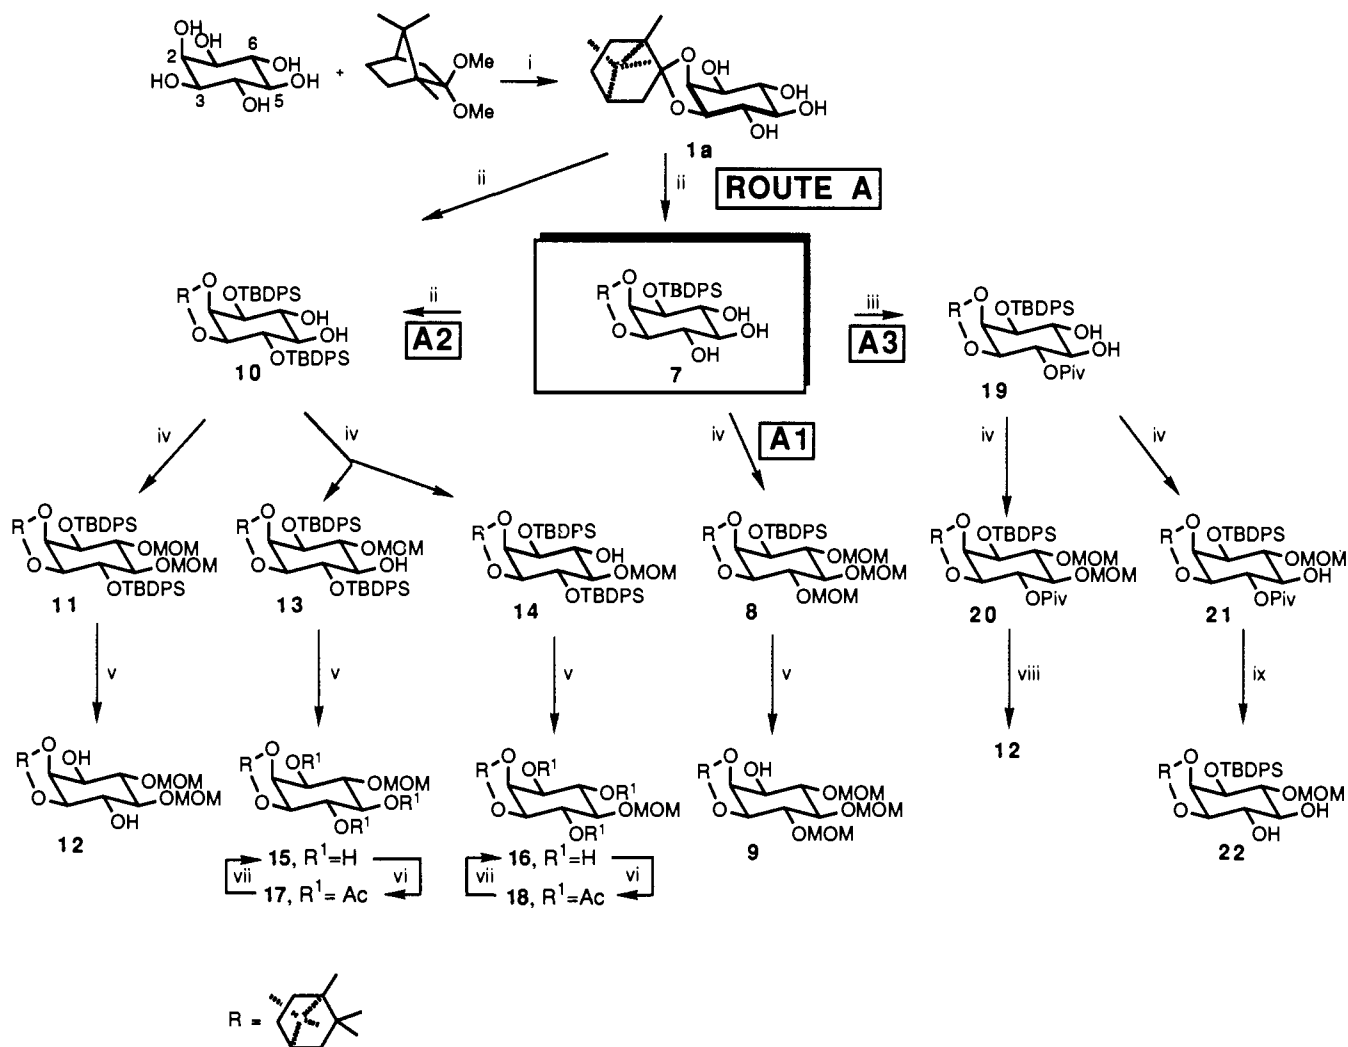 OH
OH
OH
6
2
OH
OH
HO
3
OH
5
+
OMe
OMe
i
O
OH
O
OH
OH
OH
1a
ii
ii
ROUTE A
R
O
OTBDPS
O
OH
OH
OTBDPS
10
ii
A2
R
O
OTBDPS
O
OH
OH
OH
7
iii
A3
R
O
OTBDPS
O
OH
OH
OPiv
19
iv
iv
iv
A1
iv
iv
R
O
OTBDPS
O
OMOM
OMOM
OTBDPS
11
R
O
OTBDPS
O
OMCM
OH
OTBDPS
13
R
O
OTBDPS
O
OH
OMOM
OTBDPS
14
R
O
OTBDPS
O
OMOM
OMOM
OMOM
8
R
O
OTBDPS
O
OMOM
OMOM
OPiv
20
R
O
OTBDPS
O
OMOM
OH
OPiv
21
v
v
v
v
viii
ix
R
O
OH
O
OMOM
OMOM
OH
12
R
O
OR¹
O
OMOM
OR¹
OR¹
15, R¹=H
vii
vi
17, R¹=Ac
R
O
OR¹
O
OR¹
OMOM
OR¹
16, R¹=H
vii
vi
18, R¹=Ac
R
O
OH
O
OMOM
OMOM
OMOM
9
12
R
O
OTBDPS
O
OMOM
OH
OH
22
R =